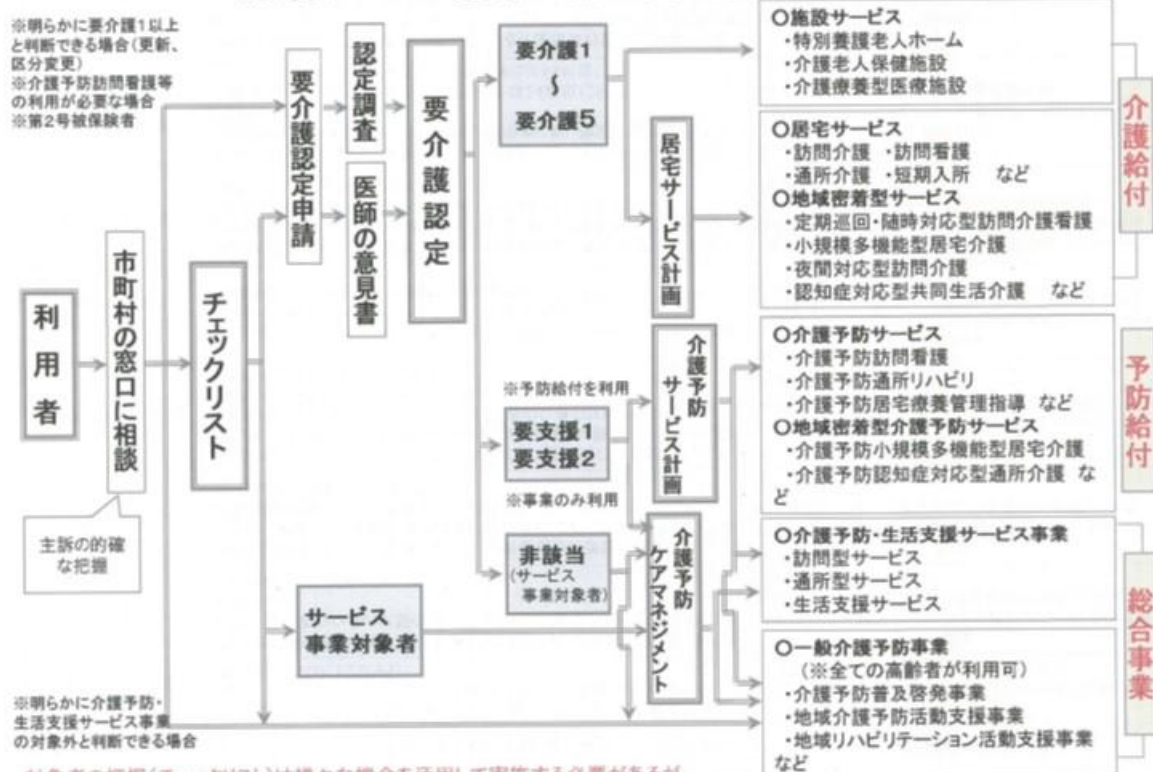 ※明らかに要介護1以上
と判断できる場合(更新、
区分変更)
※介護予防訪問看護等
の利用が必要な場合
※第2号被保険者
利用者
市町村の窓口に相談
主訴の的確
な把握
チェックリスト
※明らかに介護予防・
生活支援サービス事業
の対象外と判断できる場合
要介護認定申請
認定調査
医師の意見書
要介護認定
サービス
事業対象者
要介護1
~
要介護5
※予防給付を利用
要支援1
要支援2
※事業のみ利用
非該当
(サービス
事業対象者)
居宅サービス計画
介護予防
サービス計画
介護予防
ケアマネジメント
○施設サービス
・特別養護老人ホーム
・介護老人保健施設
・介護療養型医療施設
○居宅サービス
・訪問介護 ・訪問看護
・通所介護 ・短期入所 など
○地域密着型サービス
・定期巡回・随時対応型訪問介護看護
・小規模多機能型居宅介護
・夜間対応型訪問介護
・認知症対応型共同生活介護 など
介護給付
○介護予防サービス
・介護予防訪問看護
・介護予防通所リハビリ
・介護予防居宅療養管理指導 など
○地域密着型介護予防サービス
・介護予防小規模多機能型居宅介護
・介護予防認知症対応型通所介護 な
ど
予防給付
○介護予防・生活支援サービス事業
・訪問型サービス
・通所型サービス
・生活支援サービス
○一般介護予防事業
(※全ての高齢者が利用可)
・介護予防普及啓発事業
・地域介護予防活動支援事業
・地域リハビリテーション活動支援事業
など
総合事業